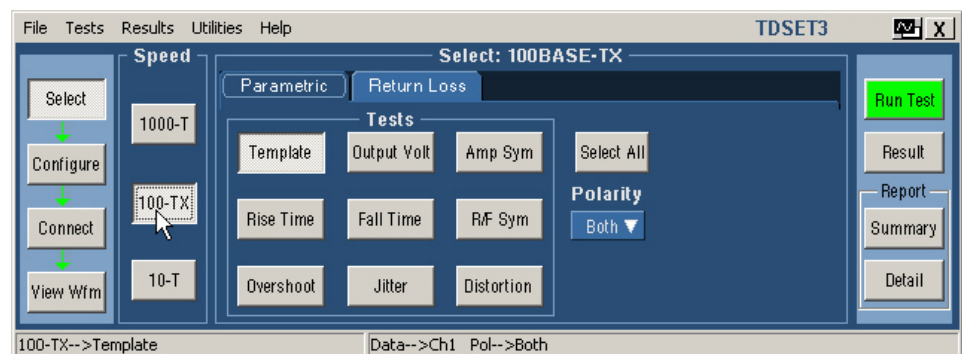 File Tests Results Utilities Help TDSET3 X
Speed Select: 100BASE-TX
Parametric Return Loss
Select 1000-T Tests Run Test
Template Output Volt Amp Sym Select All
Configure Result
100-TX Polarity Report
Connect Rise Time Fall Time R/F Sym Both Summary
View Wfm 10-T Overshoot Jitter Distortion Detail
100-TX-->Template Data-->Ch1 Pol-->Both